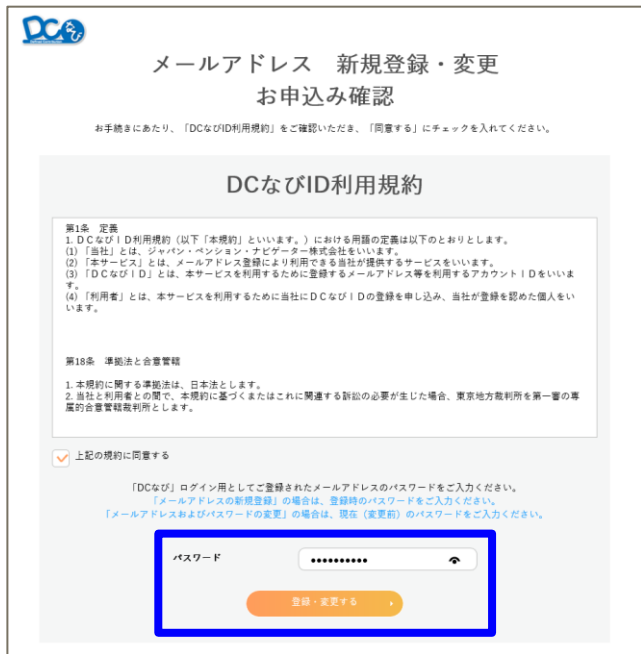 DCなび
メールアドレス　新規登録・変更
お申込み確認
お手続きにあたり、「DCなびID利用規約」をご確認いただき、「同意する」にチェックを入れてください。
DCなびID利用規約
第1条　定義
1. ＤＣなびＩＤ利用規約（以下「本規約」といいます。）における用語の定義は以下のとおりとします。
(1) 「当社」とは、ジャパン・ペンション・ナビゲーター株式会社をいいます。
(2) 「本サービス」とは、メールアドレス登録により利用できる当社が提供するサービスをいいます。
(3) 「ＤＣなびＩＤ」とは、本サービスを利用するために登録するメールアドレス等を利用するアカウントＩＤをいいま
す。
(4) 「利用者」とは、本サービスを利用するために当社にＤＣなびＩＤの登録を申し込み、当社が登録を認めた個人をい
います。
第18条　準拠法と合意管轄
1. 本規約に関する準拠法は、日本法とします。
2. 当社と利用者との間で、本規約に基づくまたはこれに関連する訴訟の必要が生じた場合、東京地方裁判所を第一審の専
属的合意管轄裁判所とします。
上記の規約に同意する
「DCなび」ログイン用としてご登録されたメールアドレスのパスワードをご入力ください。
「メールアドレスの新規登録」の場合は、登録時のパスワードをご入力ください。
「メールアドレスおよびパスワードの変更」の場合は、現在（変更前）のパスワードをご入力ください。
パスワード ••••••••••
登録・変更する